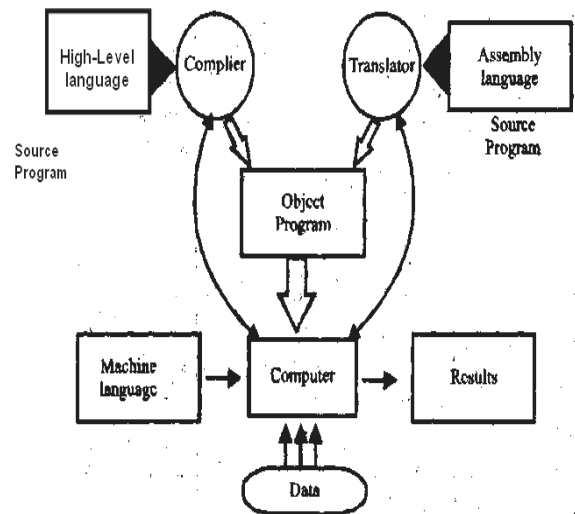 High-Level
language
Complier
Translator
Assembly
language
Source
Program
Source
Program
Object
Program
Machine
language
Computer
Results
Data